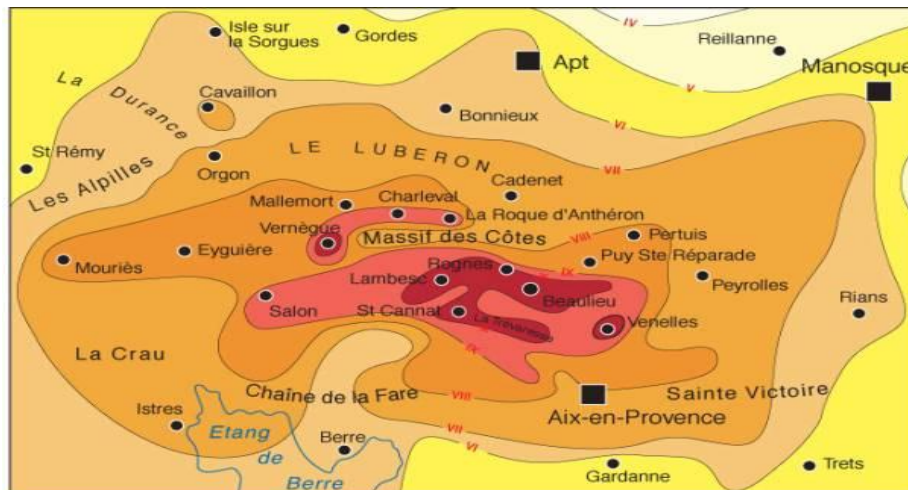 Isle sur
la Sorgues
Gordes
IV
Reillanne
Apt
Manosque
La
Durance
Cavaillon
V
Bonnieux
VI
St Rémy
Les Alpilles
Orgon
LE LUBERON
VII
Cadenet
Mallemort
Charleval
La Roque d'Anthéron
Vernègue
Massif des Côtes
VIII
Pertuis
Mouriès
Eyguière
Rognes
IX
Puy Ste Réparade
Lambesc
Peyrolles
Beaulieu
Salon
St Cannat
La Trévaresse
Venelles
Rians
IX
La Crau
Chaîne de la Fare
VIII
Sainte Victoire
Aix-en-Provence
Istres
Etang
de
Berre
Berre
VII
VI
Gardanne
Trets